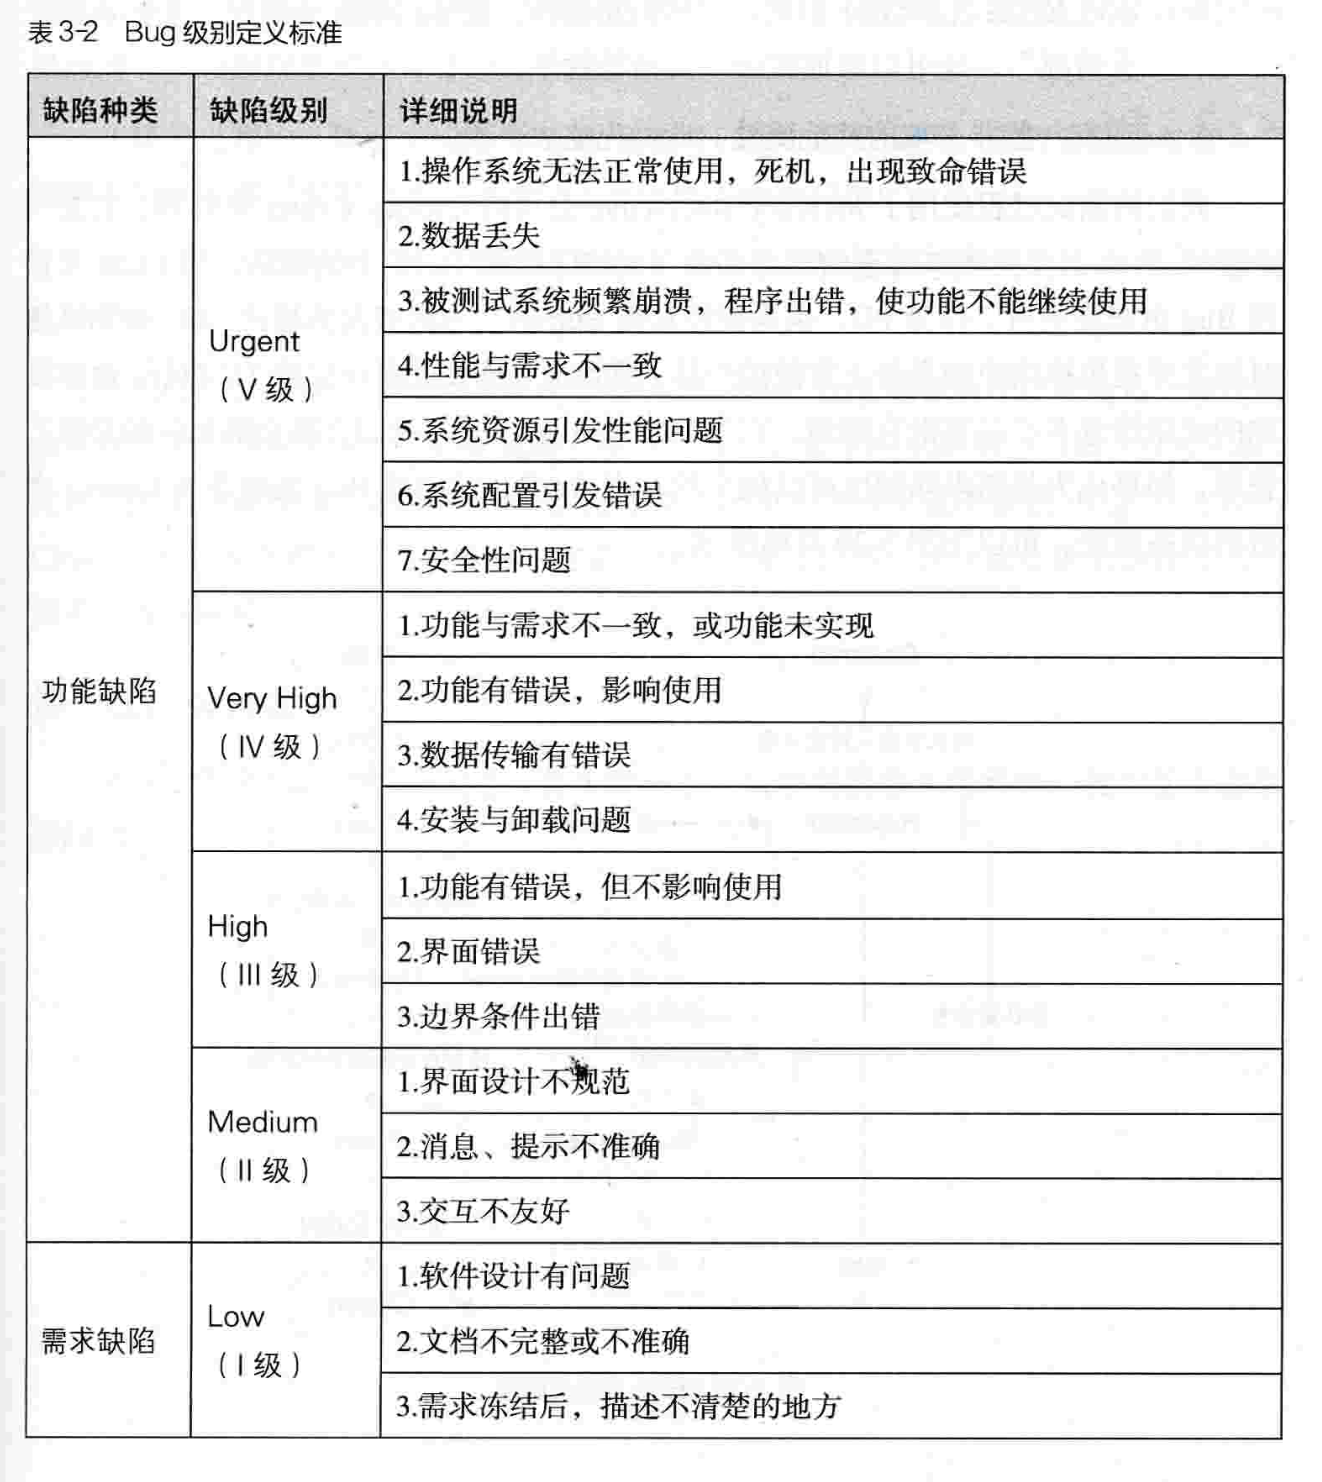 表3-2 Bug 级别定义标准
缺陷种类 缺陷级别 详细说明
功能缺陷
Urgent
（V 级）
1.操作系统无法正常使用，死机，出现致命错误
2.数据丢失
3.被测试系统频繁崩溃，程序出错，使功能不能继续使用
4.性能与需求不一致
5.系统资源引发性能问题
6.系统配置引发错误
7.安全性问题
Very High
（IV 级）
1.功能与需求不一致，或功能未实现
2.功能有错误，影响使用
3.数据传输有错误
4.安装与卸载问题
High
（III 级）
1.功能有错误，但不影响使用
2.界面错误
3.边界条件出错
Medium
（II 级）
1.界面设计不规范
2.消息、提示不准确
3.交互不友好
需求缺陷
Low
（I 级）
1.软件设计有问题
2.文档不完整或不准确
3.需求冻结后，描述不清楚的地方